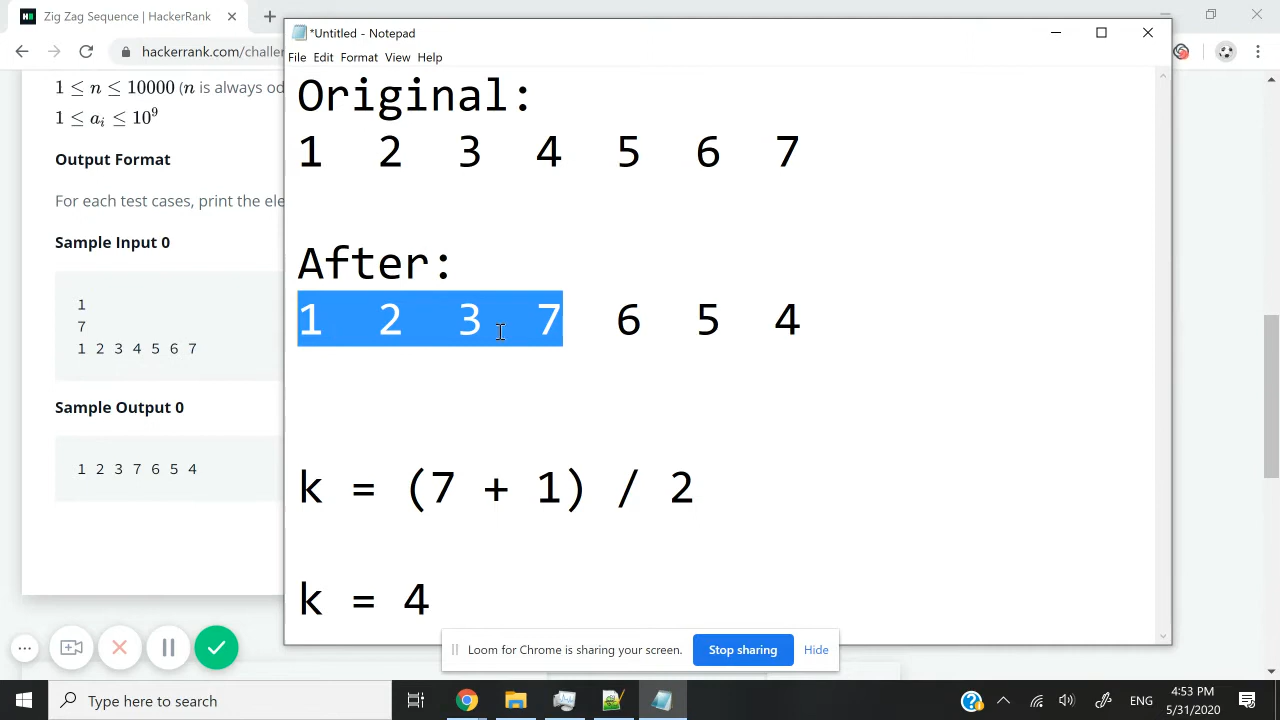 Zig Zag Sequence | HackerRank
hackerrank.com/challe
1 ≤ n ≤ 10000 (n is always od
1 ≤ aᵢ ≤ 10⁹
Output Format
For each test cases, print the ele
Sample Input 0
1
7
1 2 3 4 5 6 7
Sample Output 0
1 2 3 7 6 5 4
*Untitled - Notepad
File Edit Format View Help
Original:
1 2 3 4 5 6 7
After:
1 2 3 7 6 5 4
k = (7 + 1) / 2
k = 4
Loom for Chrome is sharing your screen. Stop sharing Hide
Type here to search
ENG
4:53 PM
5/31/2020